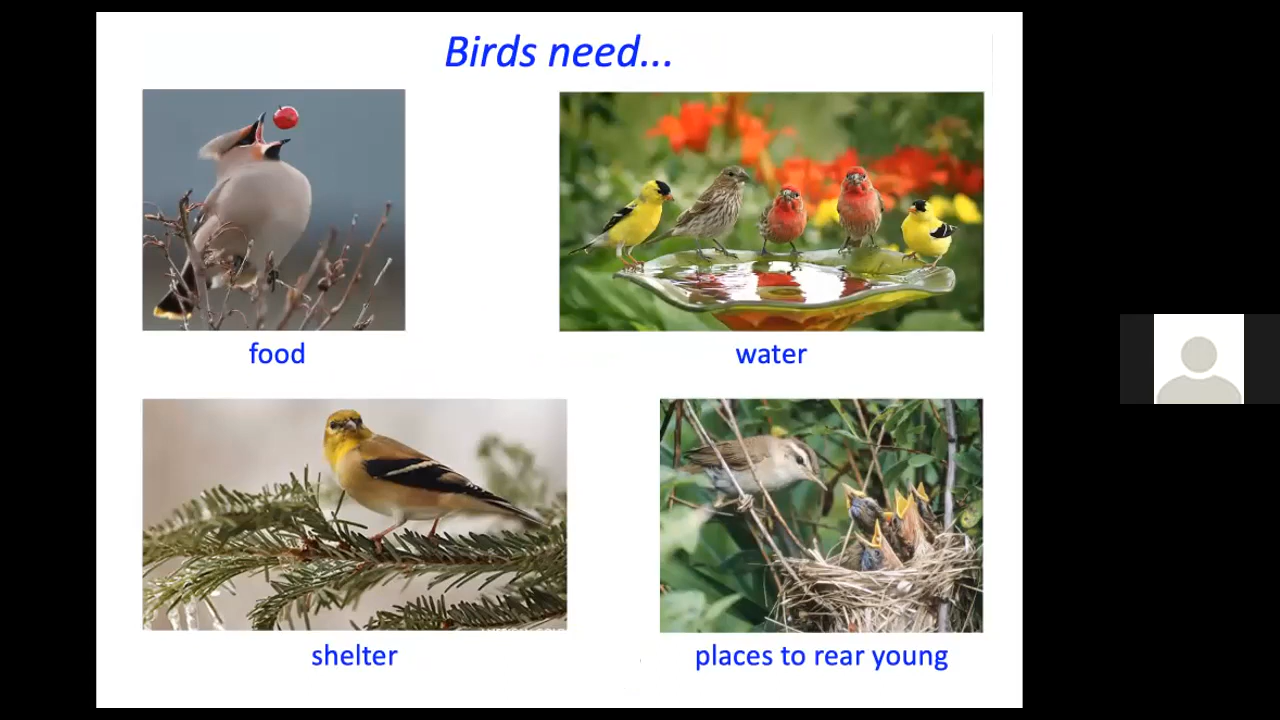 Birds need...
food
water
shelter
places to rear young